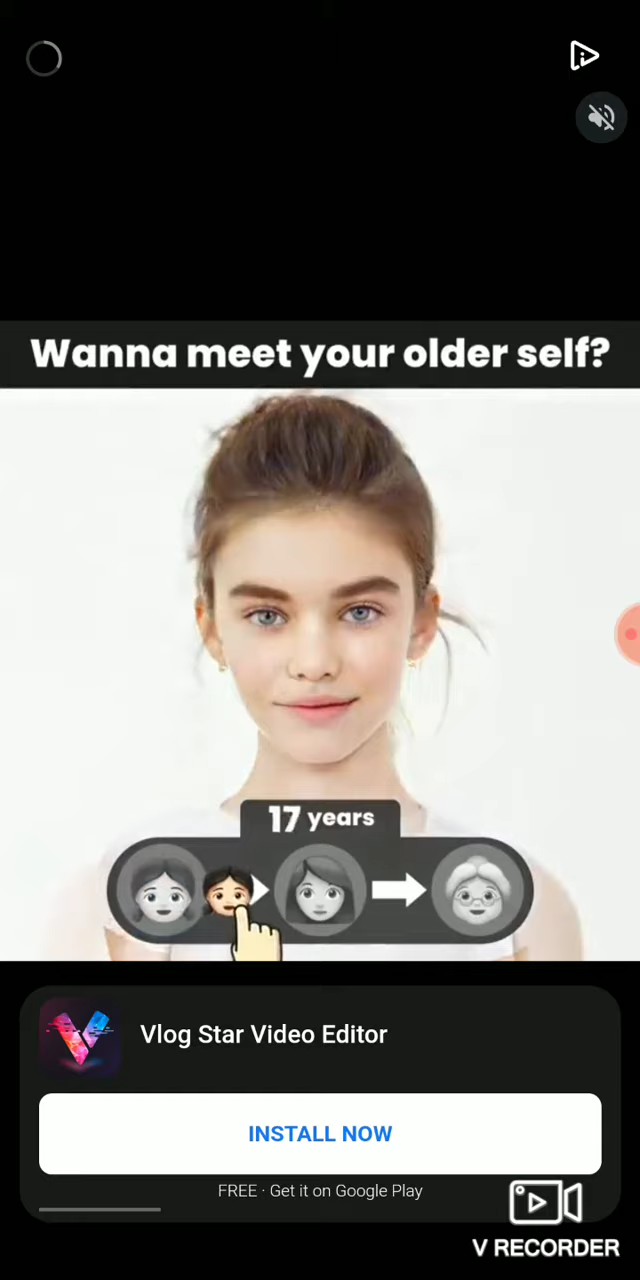 Wanna meet your older self?
17 years
Vlog Star Video Editor
INSTALL NOW
FREE · Get it on Google Play
V RECORDER